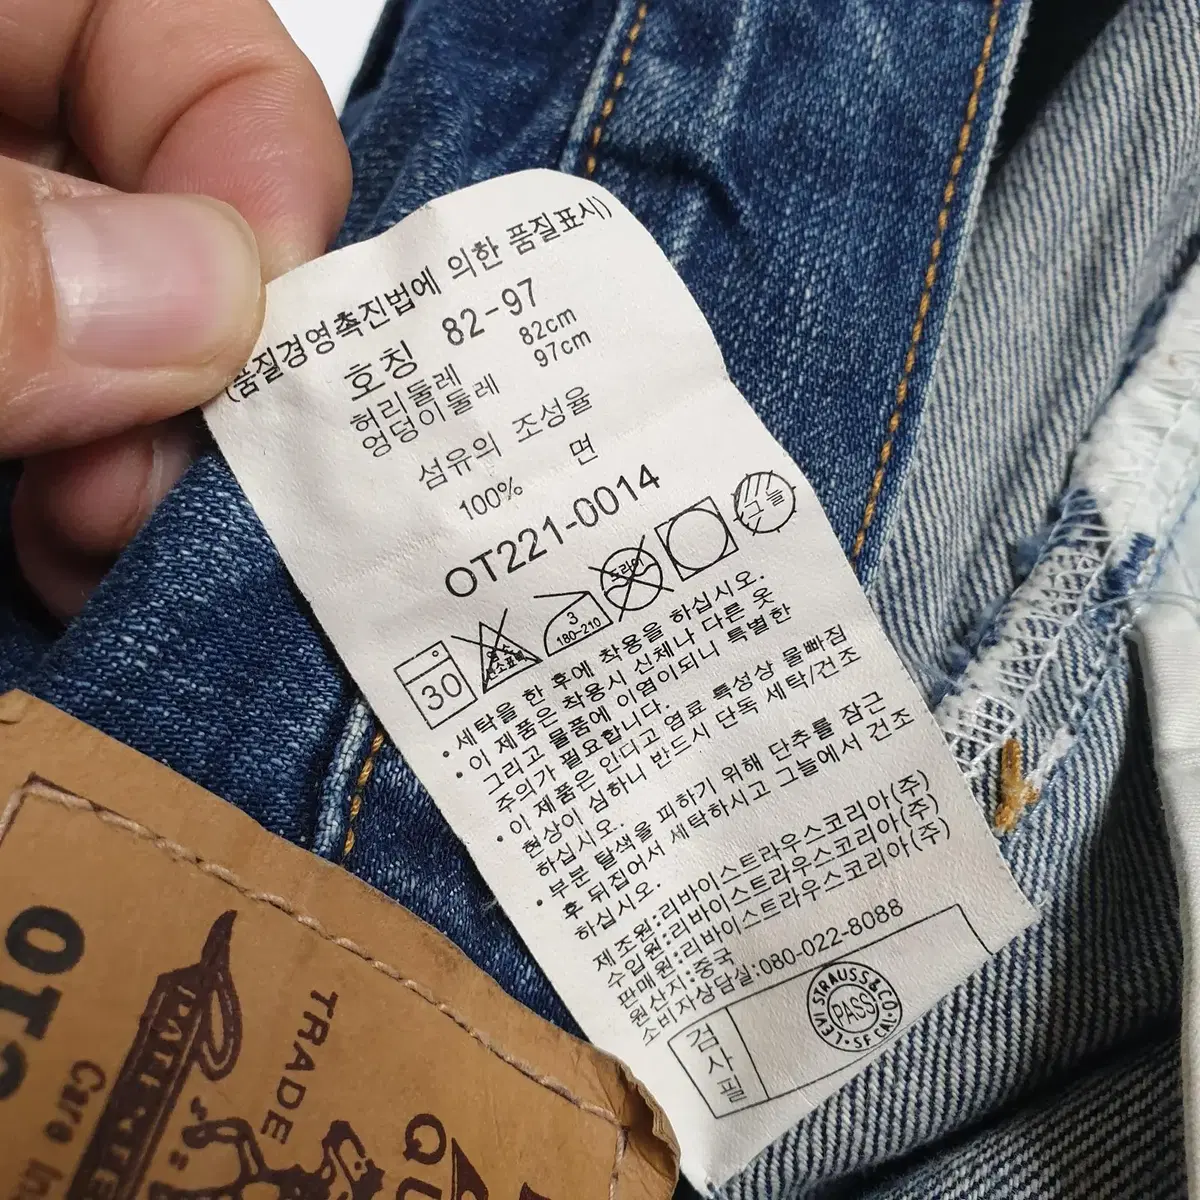 (품질경영촉진법에 의한 품질표시)
호칭 82-97
허리둘레 82cm
엉덩이둘레 97cm
섬유의 조성율
100% 면
OT221-0014
30
3
180-210
드라이
그늘
• 세탁을 한 후에 착용을 하십시오.
• 이 제품은 착용시 신체나 다른 옷
그리고 물품에 이염이되니 특별한
주의가 필요합니다.
• 이 제품은 인디고 염료 특성상 물빠짐
현상이 심하니 반드시 단독 세탁/건조
하십시오.
• 부분 탈색을 피하기 위해 단추를 잠근
후 뒤집어서 세탁하시고 그늘에서 건조
하십시오.
제조원:리바이스트라우스코리아(주)
수입원:리바이스트라우스코리아(주)
판매원:리바이스트라우스코리아(주)
원산지:중국
소비자상담실:080-022-8088
검사필
LEVI STRAUSS&CO
PASS
SF CAL
TRADE
Care
QU